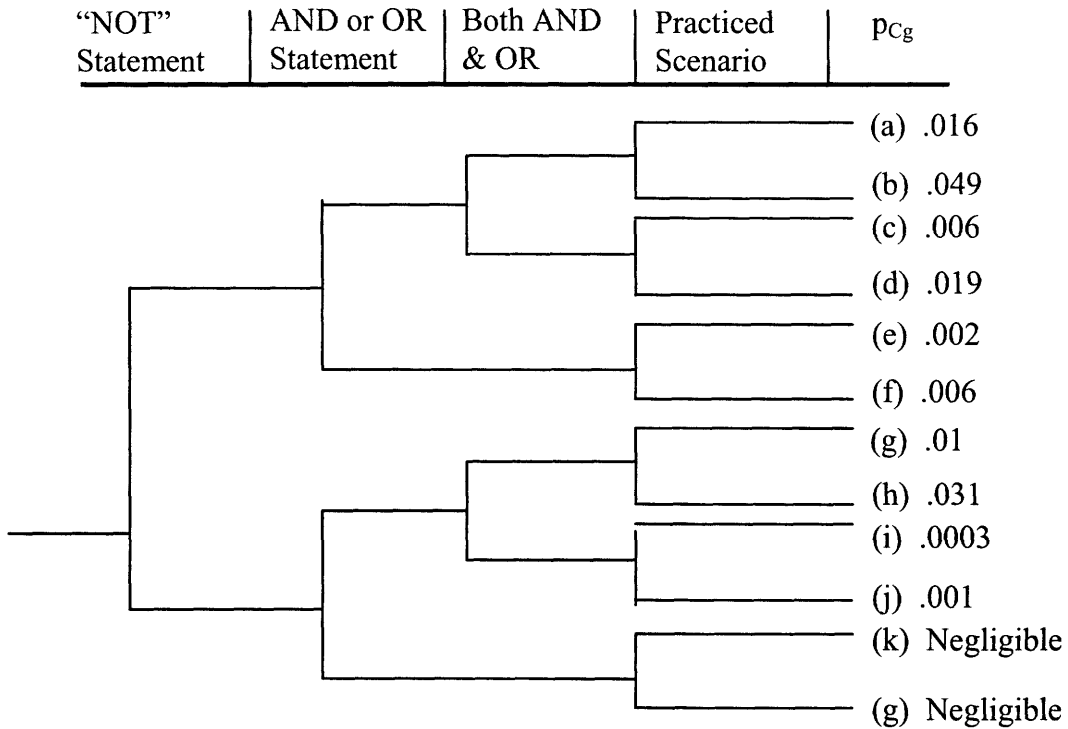 “NOT” Statement
AND or OR Statement
Both AND & OR
Practiced Scenario
pCg
(a) .016
(b) .049
(c) .006
(d) .019
(e) .002
(f) .006
(g) .01
(h) .031
(i) .0003
(j) .001
(k) Negligible
(g) Negligible